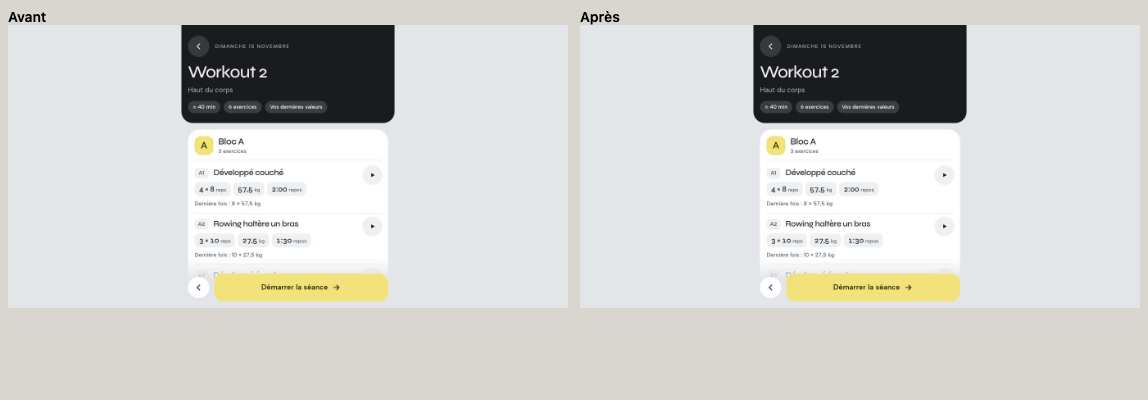 Avant
DIMANCHE 15 NOVEMBRE
Workout 2
Haut du corps
≈ 40 min
6 exercices
Vos dernières valeurs
A
Bloc A
3 exercices
A1
Développé couché
4 × 8 reps
57.5 kg
2:00 repos
Dernière fois : 8 × 57,5 kg
A2
Rowing haltère un bras
3 × 10 reps
27.5 kg
1:30 repos
Dernière fois : 10 × 27,5 kg
Démarrer la séance →
Après
DIMANCHE 15 NOVEMBRE
Workout 2
Haut du corps
≈ 40 min
6 exercices
Vos dernières valeurs
A
Bloc A
3 exercices
A1
Développé couché
4 × 8 reps
57.5 kg
2:00 repos
Dernière fois : 8 × 57,5 kg
A2
Rowing haltère un bras
3 × 10 reps
27.5 kg
1:30 repos
Dernière fois : 10 × 27,5 kg
Démarrer la séance →